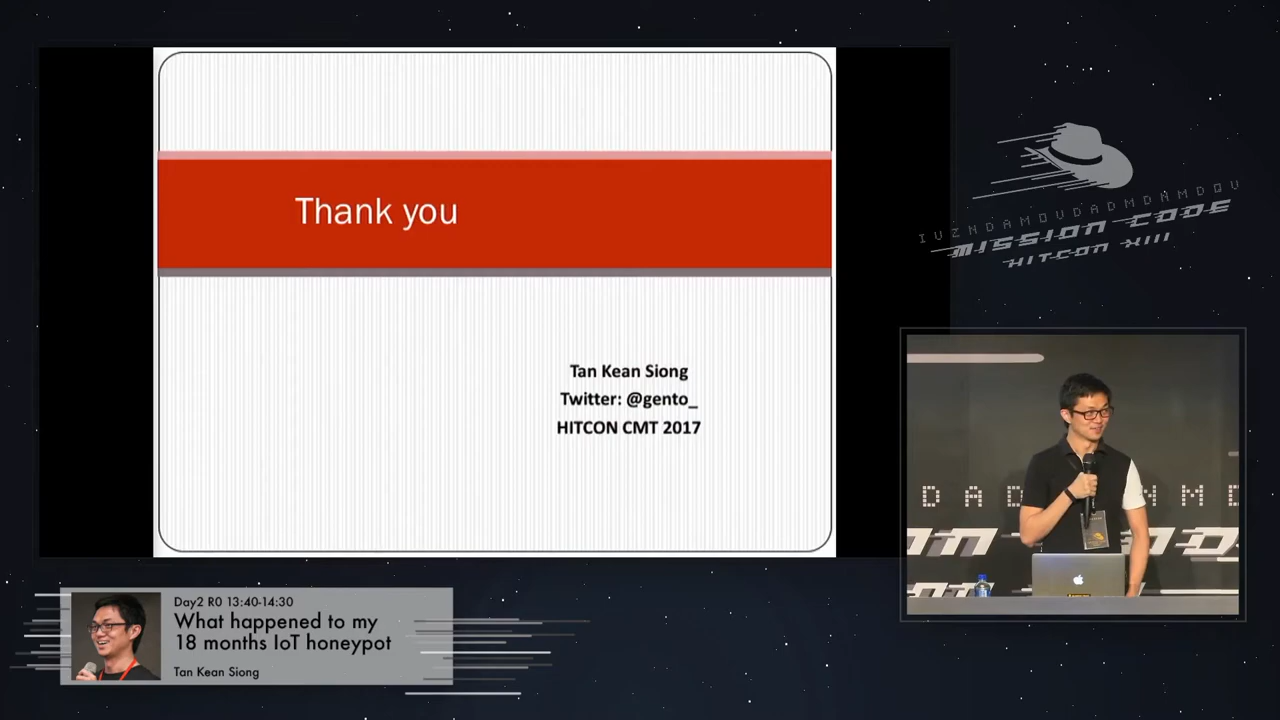 Thank you
Tan Kean Siong
Twitter: @gento_
HITCON CMT 2017
MISSION CODE
HITCON XIII
Day2 R0 13:40-14:30
What happened to my
18 months IoT honeypot
Tan Kean Siong